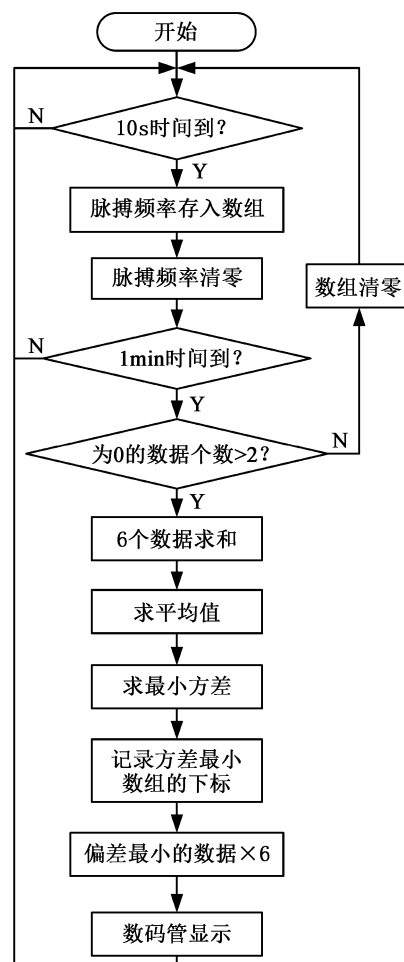 开始
N
10s时间到?
Y
脉搏频率存入数组
脉搏频率清零
数组清零
N
1min时间到?
Y
为0的数据个数>2?
N
Y
6个数据求和
求平均值
求最小方差
记录方差最小
数组的下标
偏差最小的数据×6
数码管显示